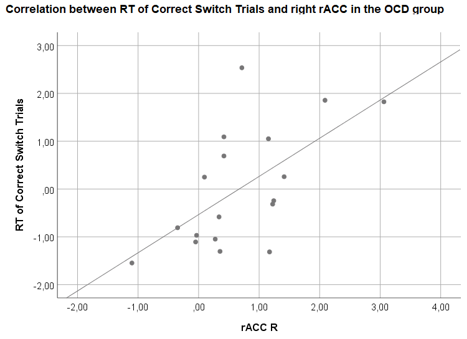 Correlation between RT of Correct Switch Trials and right rACC in the OCD group
3,00
2,00
1,00
,00
-1,00
-2,00
RT of Correct Switch Trials
-2,00 -1,00 ,00 1,00 2,00 3,00 4,00
rACC R